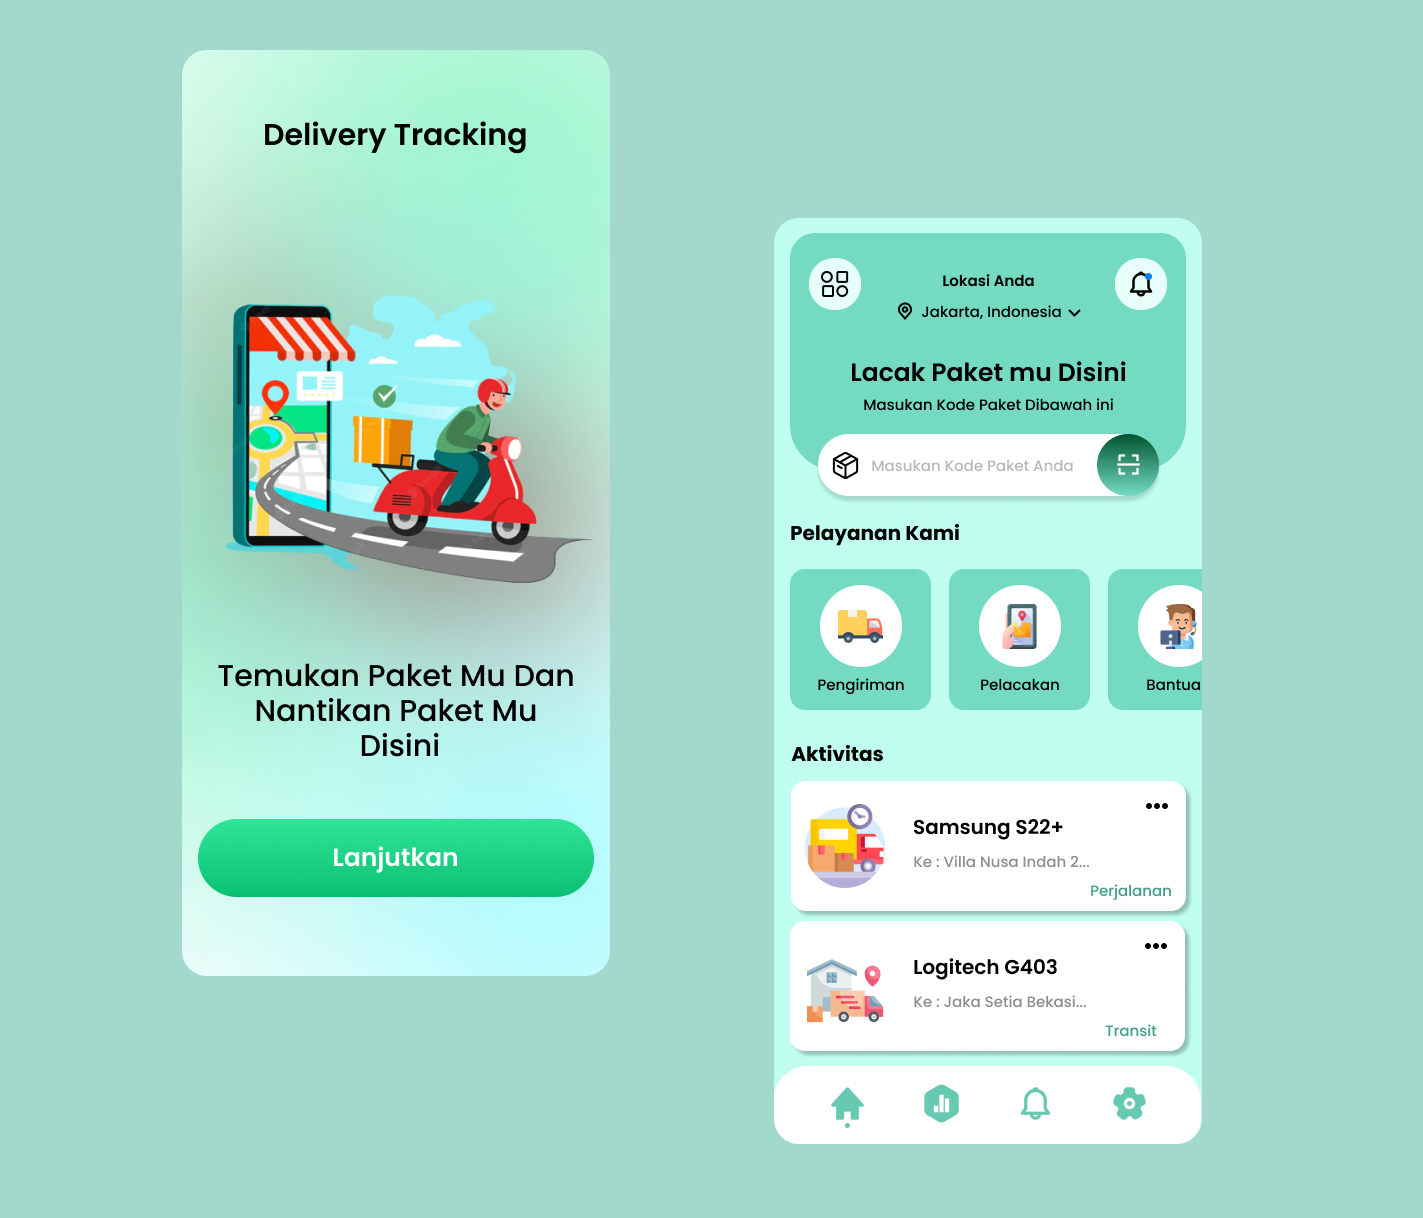 Delivery Tracking
Temukan Paket Mu Dan
Nantikan Paket Mu
Disini
Lanjutkan
Lokasi Anda
Jakarta, Indonesia
Lacak Paket mu Disini
Masukan Kode Paket Dibawah ini
Masukan Kode Paket Anda
Pelayanan Kami
Pengiriman
Pelacakan
Bantua
Aktivitas
Samsung S22+
Ke : Villa Nusa Indah 2...
Perjalanan
Logitech G403
Ke : Jaka Setia Bekasi...
Transit